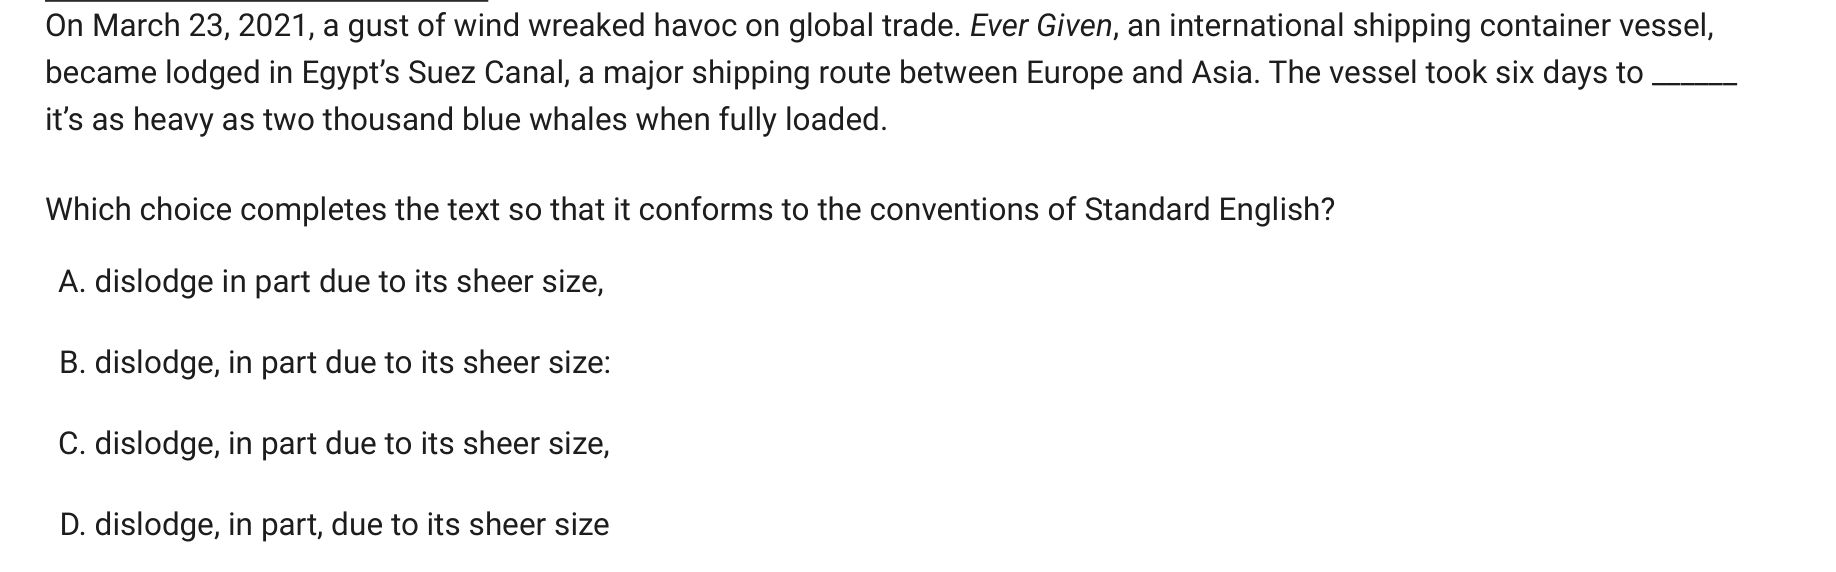 On March 23, 2021, a gust of wind wreaked havoc on global trade. Ever Given, an international shipping container vessel,
became lodged in Egypt’s Suez Canal, a major shipping route between Europe and Asia. The vessel took six days to ______
it’s as heavy as two thousand blue whales when fully loaded.
Which choice completes the text so that it conforms to the conventions of Standard English?
A. dislodge in part due to its sheer size,
B. dislodge, in part due to its sheer size:
C. dislodge, in part due to its sheer size,
D. dislodge, in part, due to its sheer size